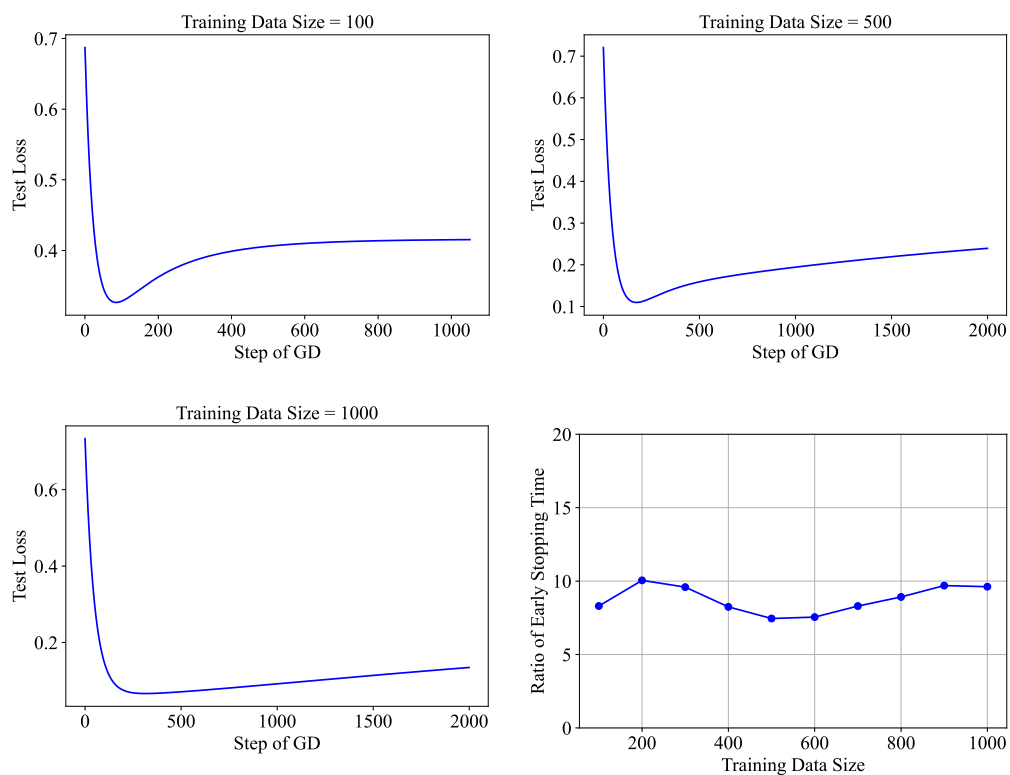 Training Data Size = 100
0.7
0.6
0.5
0.4
Test Loss
0 200 400 600 800 1000
Step of GD
Training Data Size = 500
0.7
0.6
0.5
0.4
0.3
0.2
0.1
Test Loss
0 500 1000 1500 2000
Step of GD
Training Data Size = 1000
0.6
0.4
0.2
Test Loss
0 500 1000 1500 2000
Step of GD
20
15
10
5
0
Ratio of Early Stopping Time
200 400 600 800 1000
Training Data Size